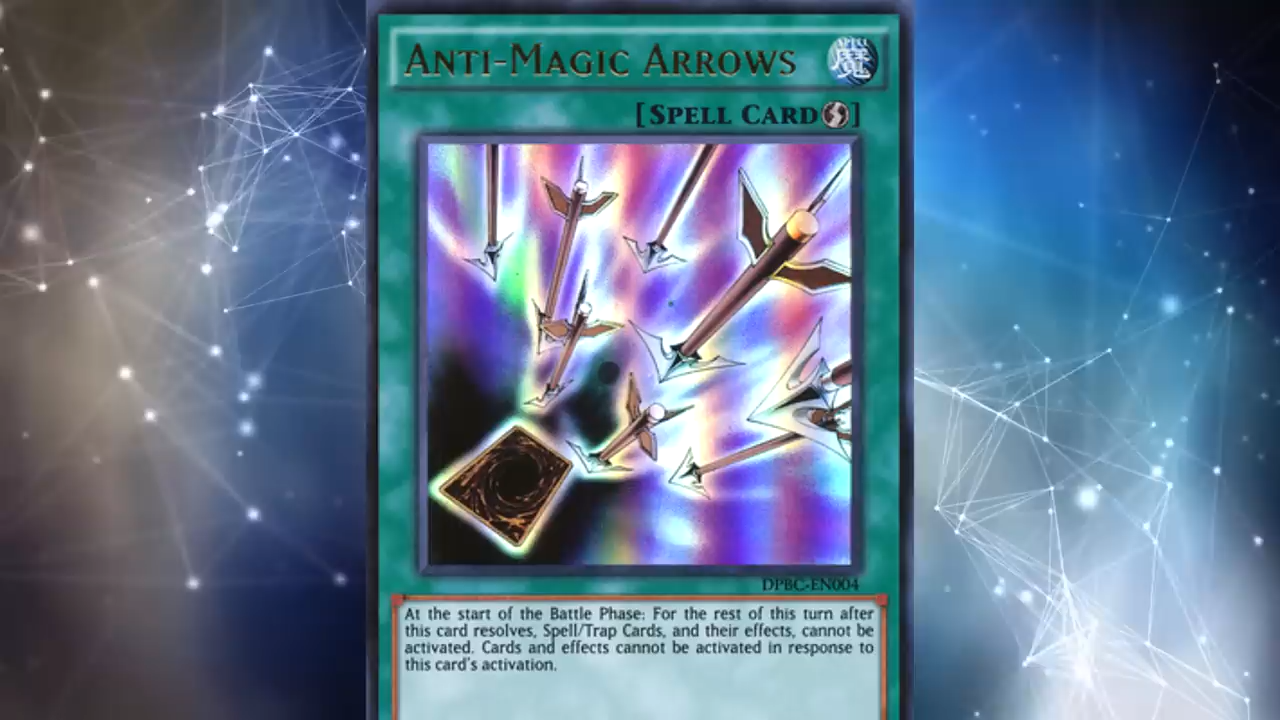 ANTI-MAGIC ARROWS
魔
[SPELL CARD]
DPBC-EN004
At the start of the Battle Phase: For the rest of this turn after
this card resolves, Spell/Trap Cards, and their effects, cannot be
activated. Cards and effects cannot be activated in response to
this card's activation.